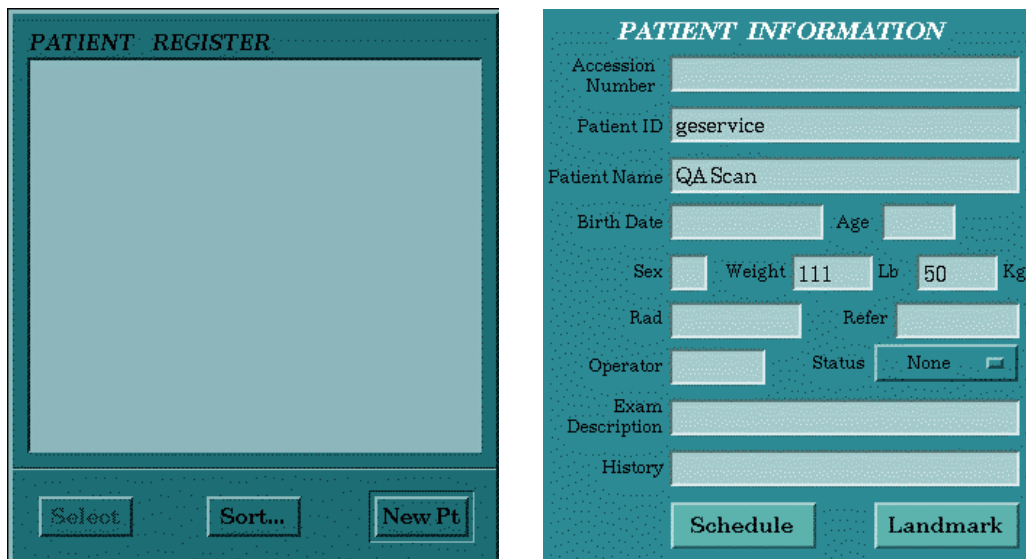 PATIENT REGISTER
Select
Sort...
New Pt
PATIENT INFORMATION
Accession
Number
Patient ID geservice
Patient Name QA Scan
Birth Date Age
Sex Weight 111 Lb 50 Kg
Rad Refer
Operator Status None
Exam
Description
History
Schedule Landmark